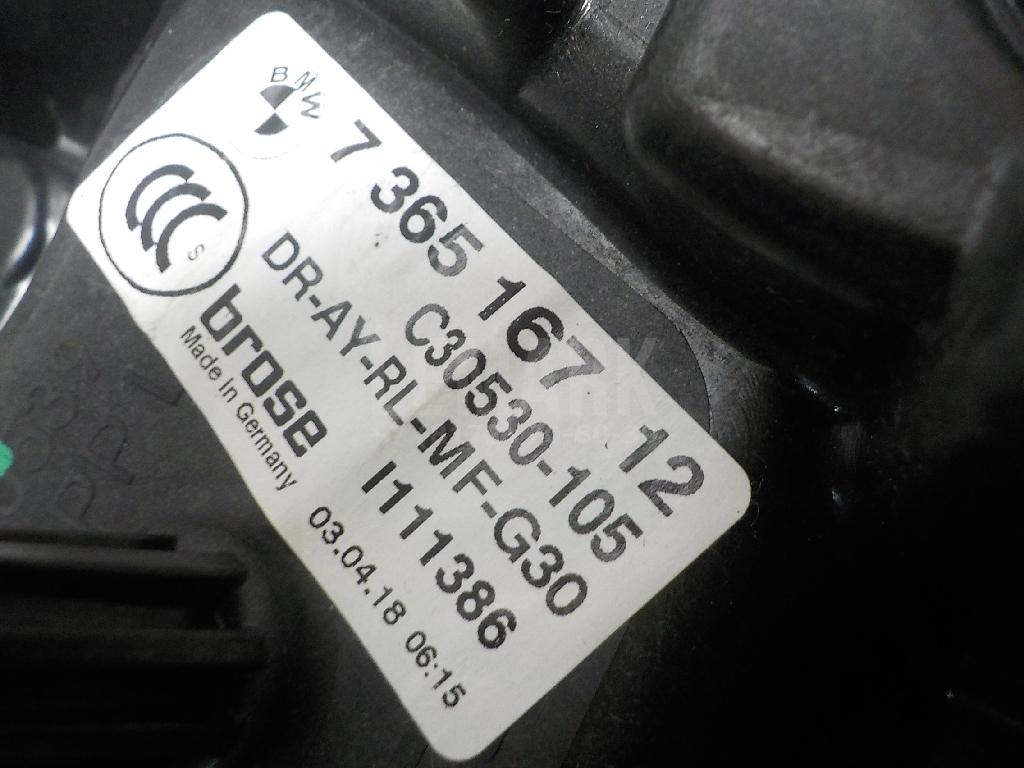 BMW
7 365 167 12
CCC S
C30530-105
DR-AY-RL-MF-G30
brose I111386
Made In Germany
03.04.18 06:15